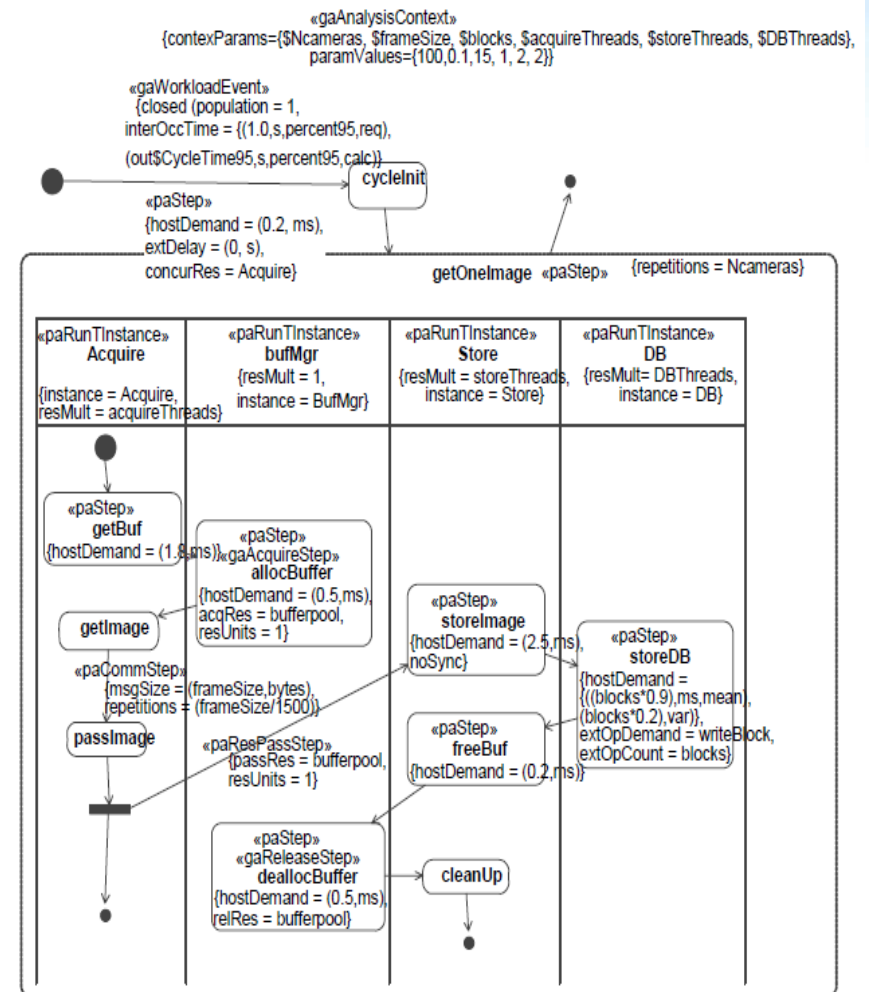 «gaAnalysisContext»
{contexParams={$Ncameras, $frameSize, $blocks, $acquireThreads, $storeThreads, $DBThreads},
paramValues={100,0.1,15, 1, 2, 2}}
«gaWorkloadEvent»
{closed (population = 1,
interOccTime = {(1.0,s,percent95,req),
(out$CycleTime95,s,percent95,calc)}
cycleInit
«paStep»
{hostDemand = (0.2, ms),
extDelay = (0, s),
concurRes = Acquire}
getOneImage «paStep» {repetitions = Ncameras}
«paRunTInstance»
Acquire
{instance = Acquire,
resMult = acquireThreads}
«paRunTInstance»
bufMgr
{resMult = 1,
instance = BufMgr}
«paRunTInstance»
Store
{resMult = storeThreads,
instance = Store}
«paRunTInstance»
DB
{resMult= DBThreads,
instance = DB}
«paStep»
getBuf
{hostDemand = (1.8,ms)}
«paStep»
«gaAcquireStep»
allocBuffer
{hostDemand = (0.5,ms),
acqRes = bufferpool,
resUnits = 1}
getImage
«paCommStep»
{msgSize = (frameSize,bytes),
repetitions = (frameSize/1500)}
passImage
«paStep»
storeImage
{hostDemand = (2.5,ms),
noSync}
«paStep»
storeDB
{hostDemand =
{((blocks*0.9),ms,mean),
(blocks*0.2),var)},
extOpDemand = writeBlock,
extOpCount = blocks}
«paResPassStep»
{passRes = bufferpool,
resUnits = 1}
«paStep»
freeBuf
{hostDemand = (0.2,ms)}
«paStep»
«gaReleaseStep»
deallocBuffer
{hostDemand = (0.5,ms),
relRes = bufferpool}
cleanUp